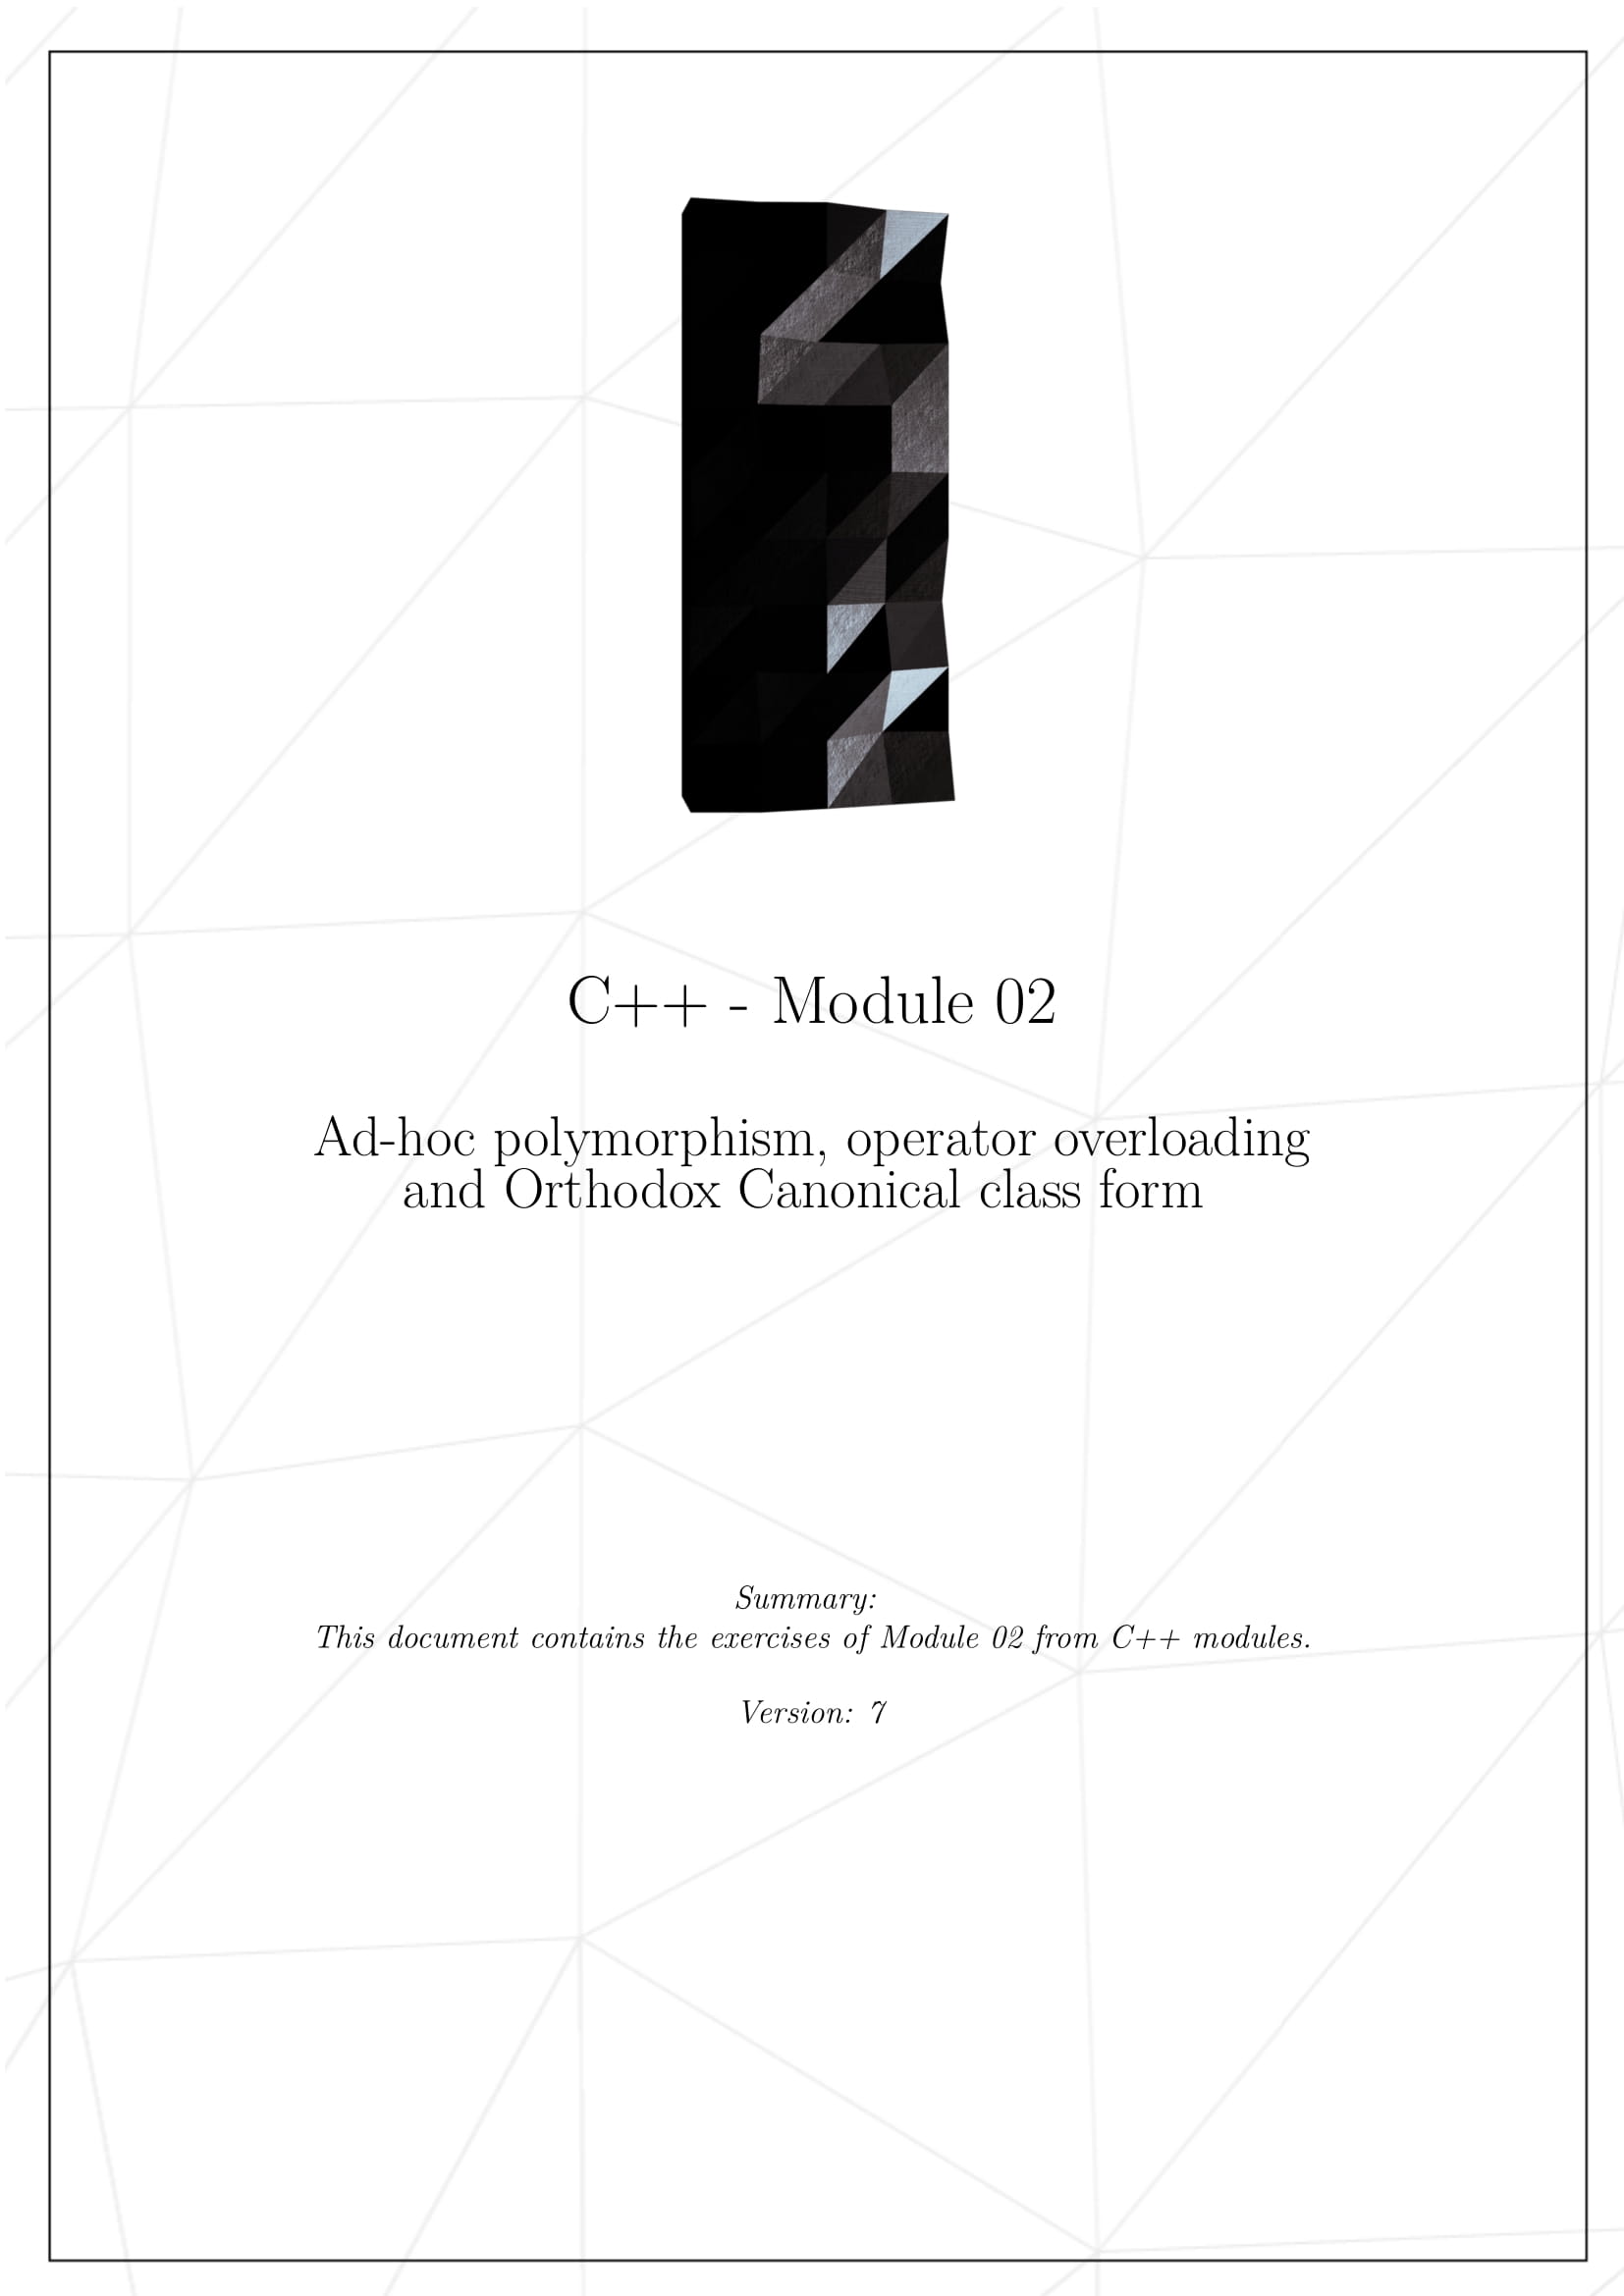 C++ - Module 02
Ad-hoc polymorphism, operator overloading
and Orthodox Canonical class form
Summary:
This document contains the exercises of Module 02 from C++ modules.
Version: 7